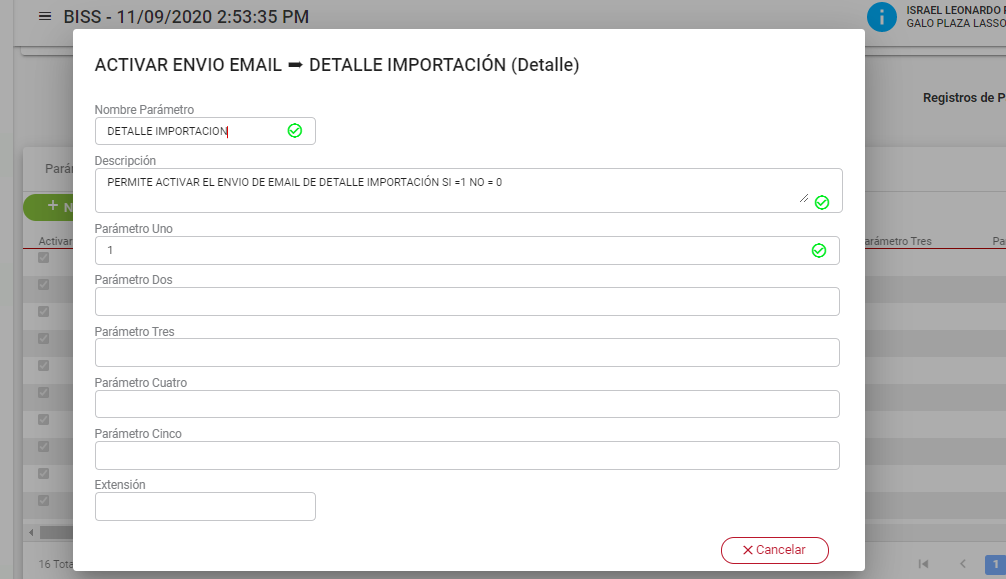 BISS - 11/09/2020 2:53:35 PM
ISRAEL LEONARDO
GALO PLAZA LASSO
ACTIVAR ENVIO EMAIL ➡ DETALLE IMPORTACIÓN (Detalle)
Registros de P
Nombre Parámetro
DETALLE IMPORTACION
Descripción
PERMITE ACTIVAR EL ENVIO DE EMAIL DE DETALLE IMPORTACIÓN SI =1 NO = 0
Pará
+ N
Parámetro Uno
1
Activar
arámetro Tres
Pa
Parámetro Dos
Parámetro Tres
Parámetro Cuatro
Parámetro Cinco
Extensión
Cancelar
16 Tota
1